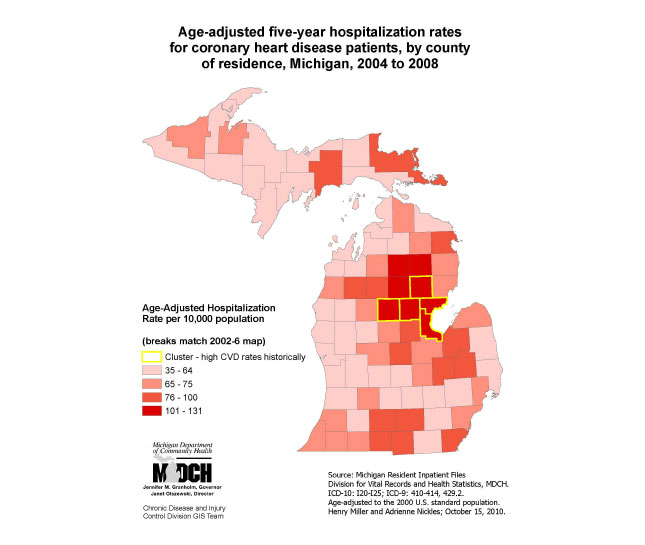 Age-adjusted five-year hospitalization rates
for coronary heart disease patients, by county
of residence, Michigan, 2004 to 2008
Age-Adjusted Hospitalization
Rate per 10,000 population
(breaks match 2002-6 map)
Cluster - high CVD rates historically
35 - 64
65 - 75
76 - 100
101 - 131
Michigan Department
of Community Health
MDCH
Jennifer M. Granholm, Governor
Janet Olszewski, Director
Chronic Disease and Injury
Control Division GIS Team
Source: Michigan Resident Inpatient Files
Division for Vital Records and Health Statistics, MDCH.
ICD-10: I20-I25; ICD-9: 410-414, 429.2.
Age-adjusted to the 2000 U.S. standard population.
Henry Miller and Adrienne Nickles; October 15, 2010.